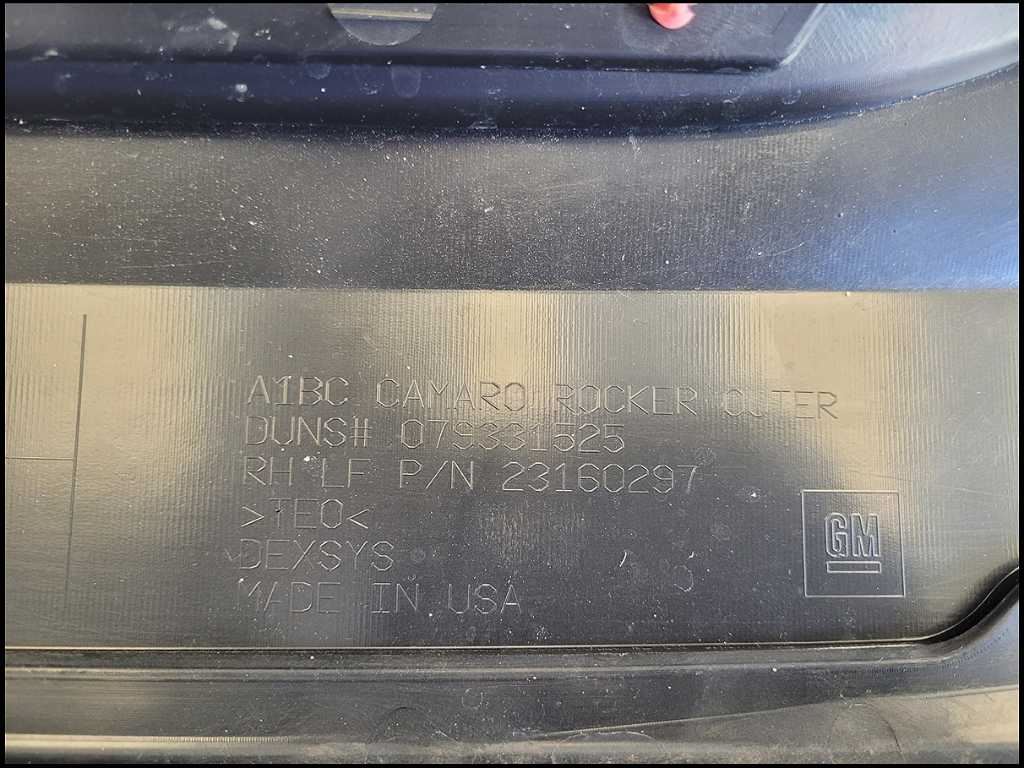 A1BC CAMARO ROCKER OUTER
DUNS# 079331525
RH LF P/N 23160297
>TEO<
DEXSYS
MADE IN USA
GM